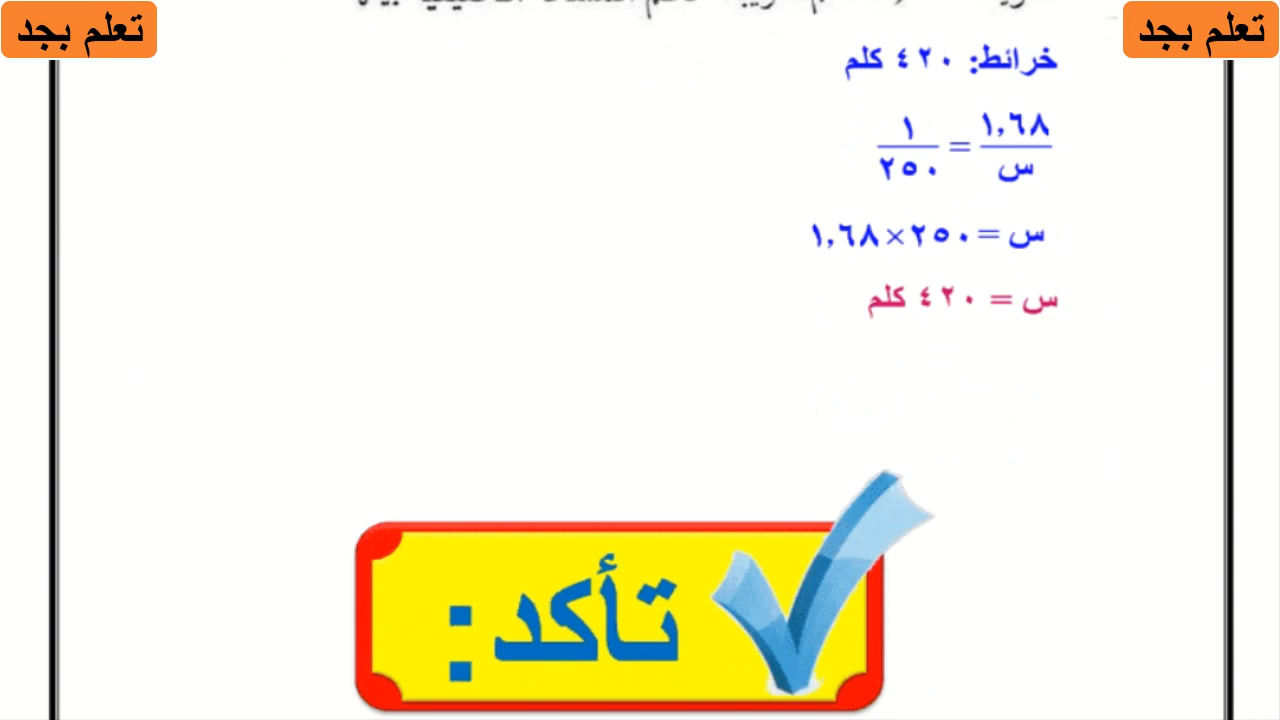 تعلم بجد
تعلم بجد
خرائط: ٤٢٠ كلم
١,٦٨/س = ١/٢٥٠
س = ٢٥٠×١,٦٨
س = ٤٢٠ كلم
تأكد: